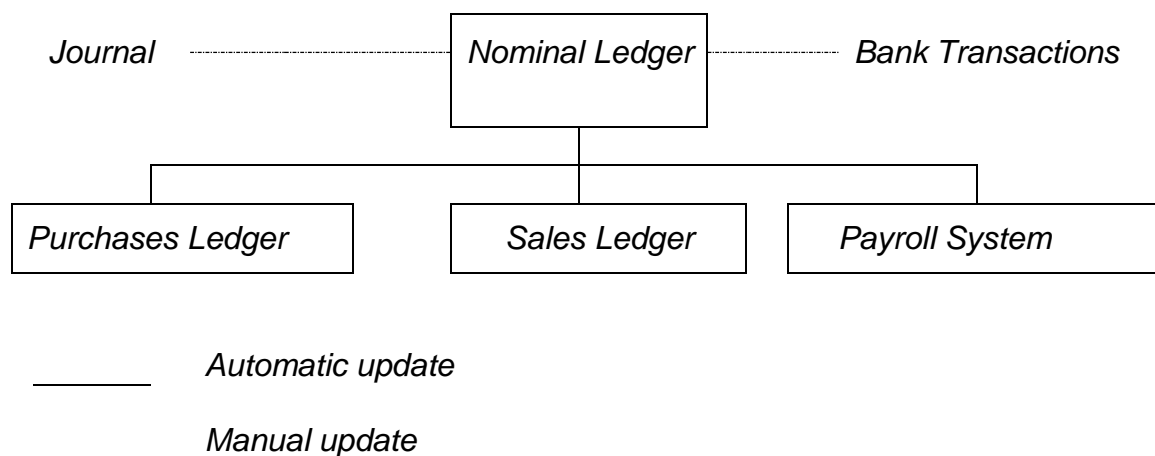 Journal Nominal Ledger Bank Transactions
Purchases Ledger Sales Ledger Payroll System
Automatic update
Manual update